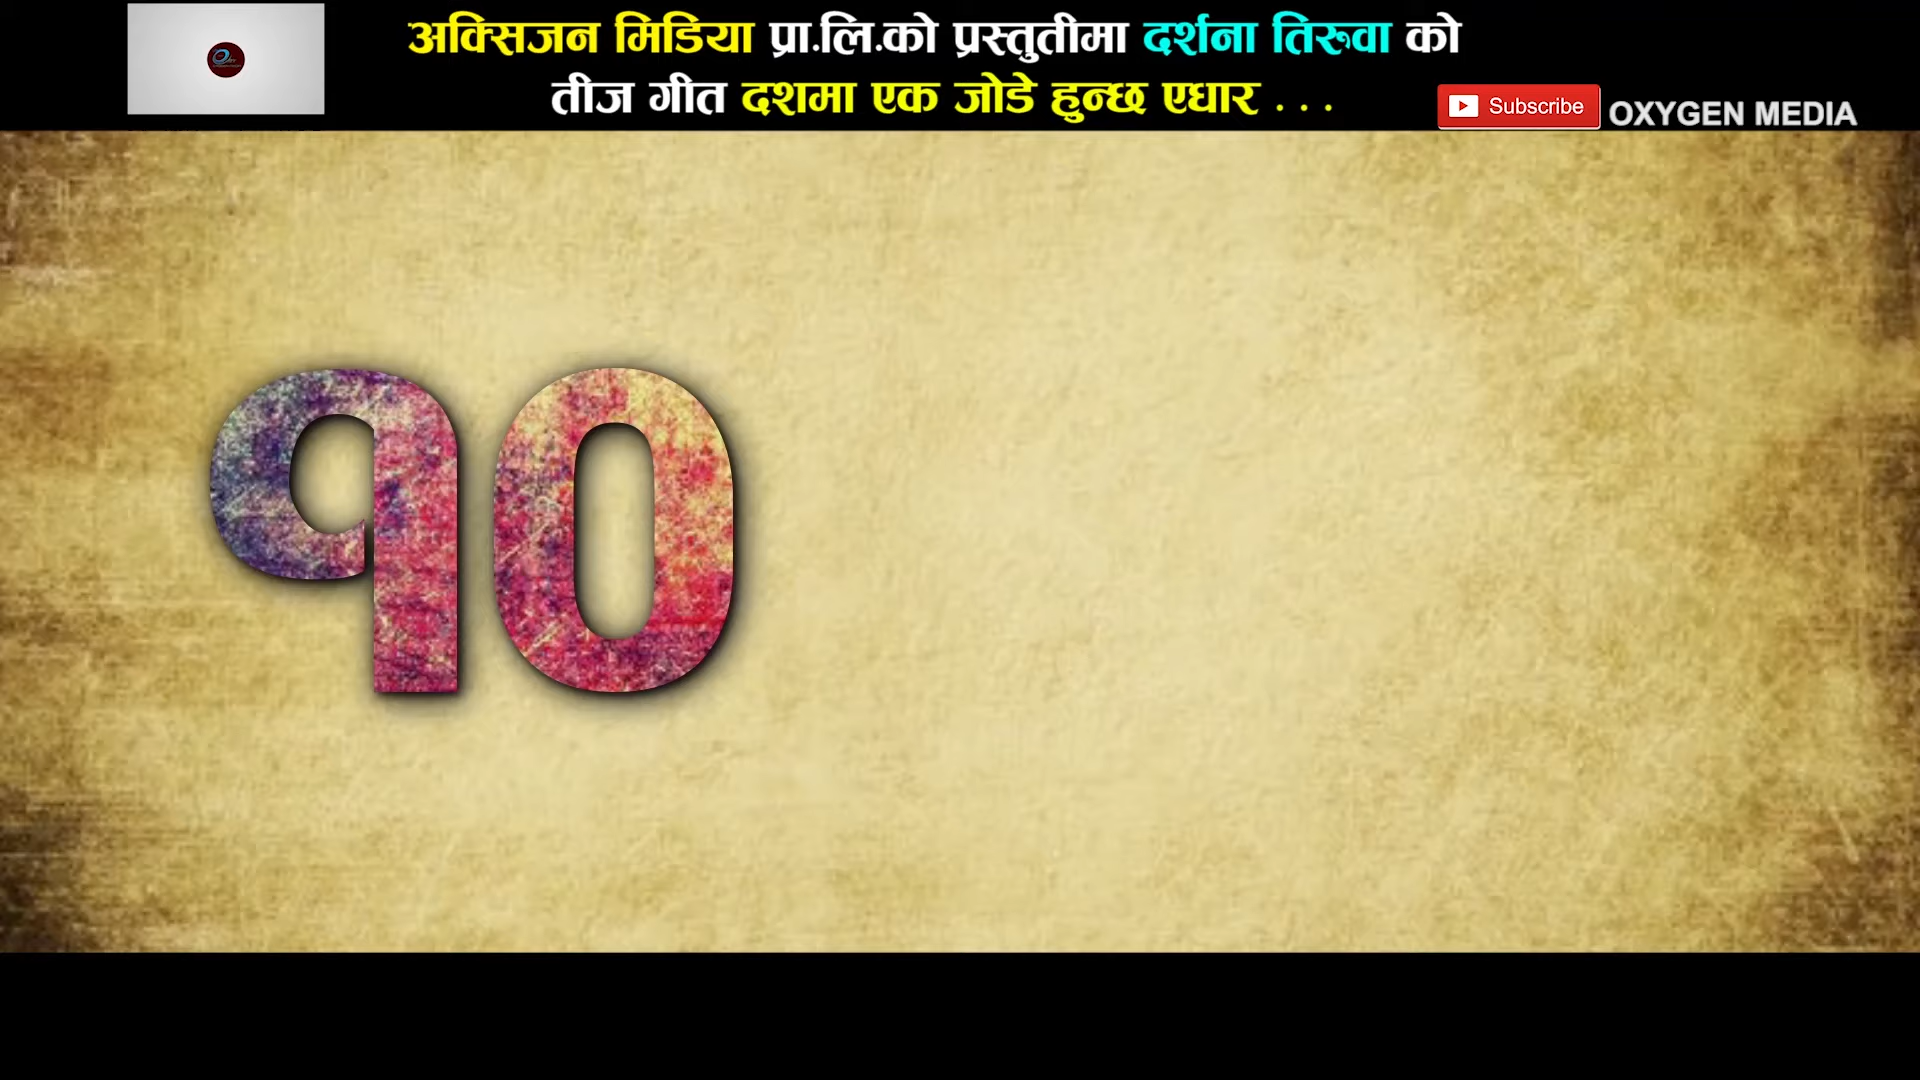 अक्सिजन मिडिया प्रा.लि.को प्रस्तुतीमा दर्शना तिरुवा को
तीज गीत दशमा एक जोडे हुन्छ एधार . . .
Subscribe OXYGEN MEDIA
१०